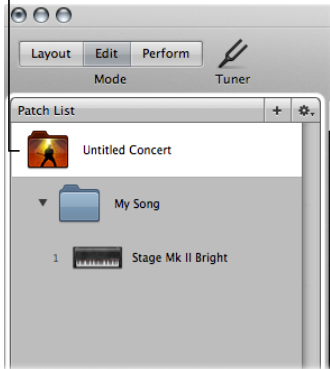 Layout Edit Perform
Mode Tuner
Patch List
Untitled Concert
My Song
1 Stage Mk II Bright